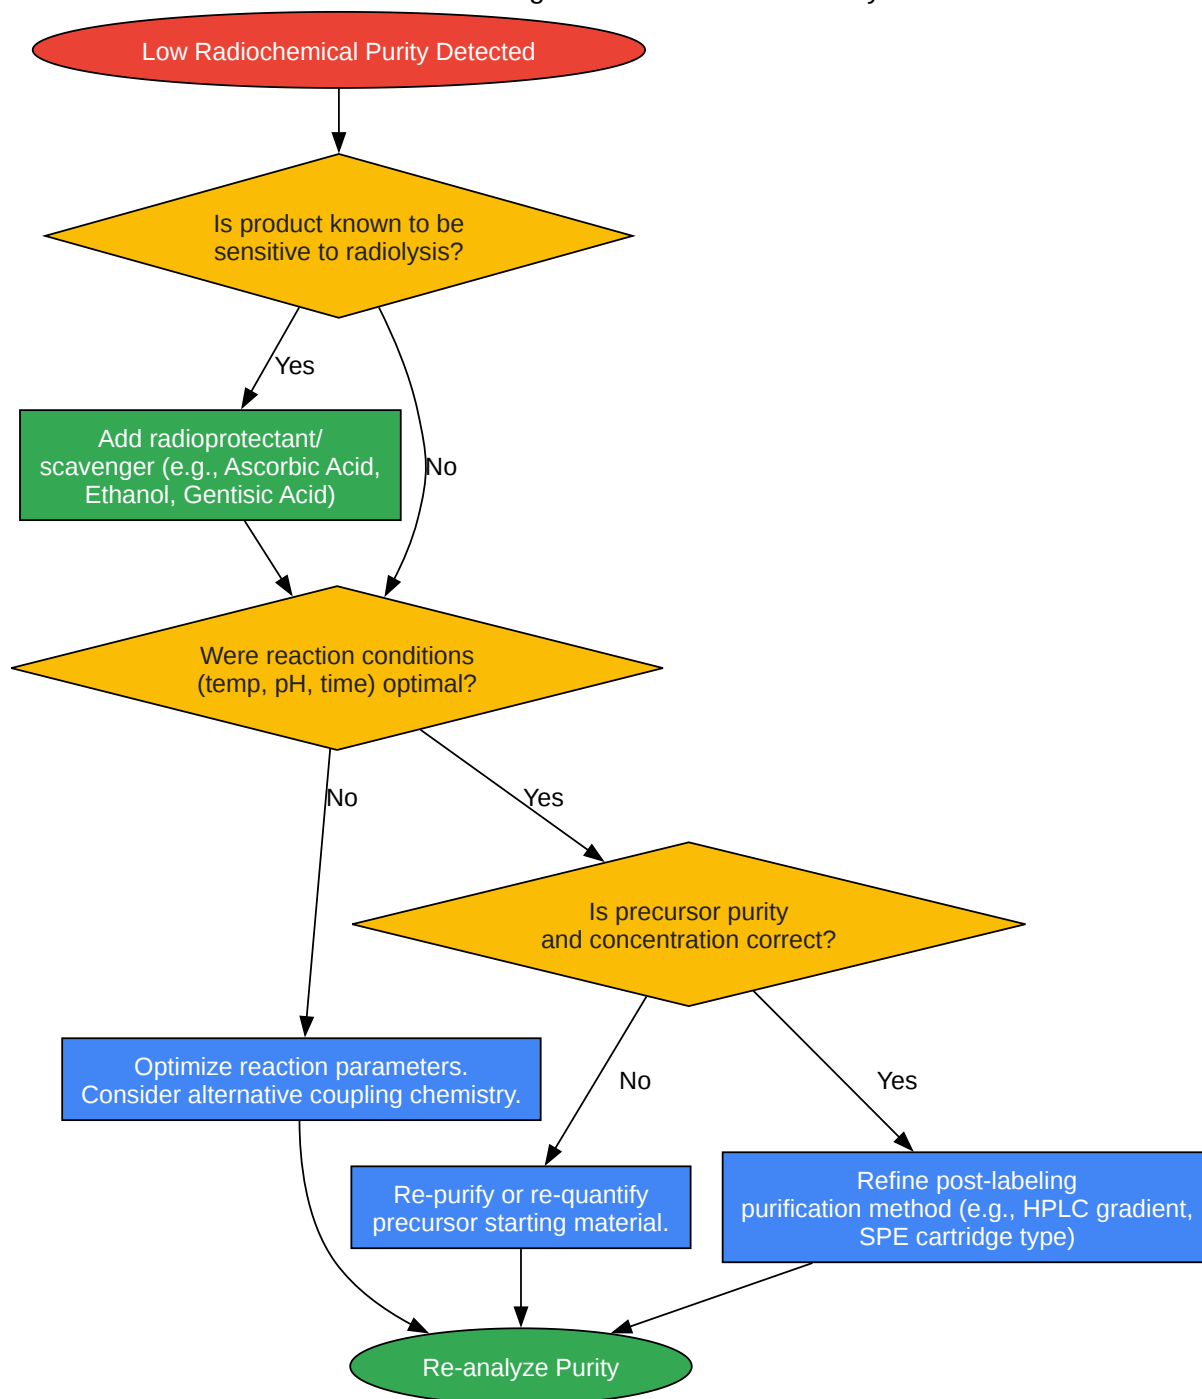 Low Radiochemical Purity Detected
Is product known to be
sensitive to radiolysis?
Yes
Add radioprotectant/
scavenger (e.g., Ascorbic Acid,
Ethanol, Gentisic Acid)
No
Were reaction conditions
(temp, pH, time) optimal?
No
Yes
Is precursor purity
and concentration correct?
Optimize reaction parameters.
Consider alternative coupling chemistry.
No
Yes
Re-purify or re-quantify
precursor starting material.
Refine post-labeling
purification method (e.g., HPLC gradient,
SPE cartridge type)
Re-analyze Purity